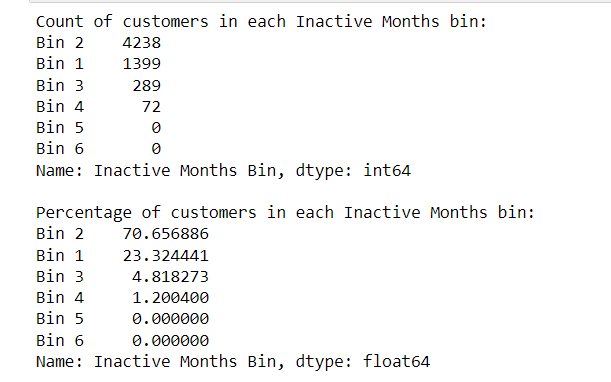 Count of customers in each Inactive Months bin:
Bin 2    4238
Bin 1    1399
Bin 3     289
Bin 4      72
Bin 5       0
Bin 6       0
Name: Inactive Months Bin, dtype: int64
Percentage of customers in each Inactive Months bin:
Bin 2    70.656886
Bin 1    23.324441
Bin 3     4.818273
Bin 4     1.200400
Bin 5     0.000000
Bin 6     0.000000
Name: Inactive Months Bin, dtype: float64